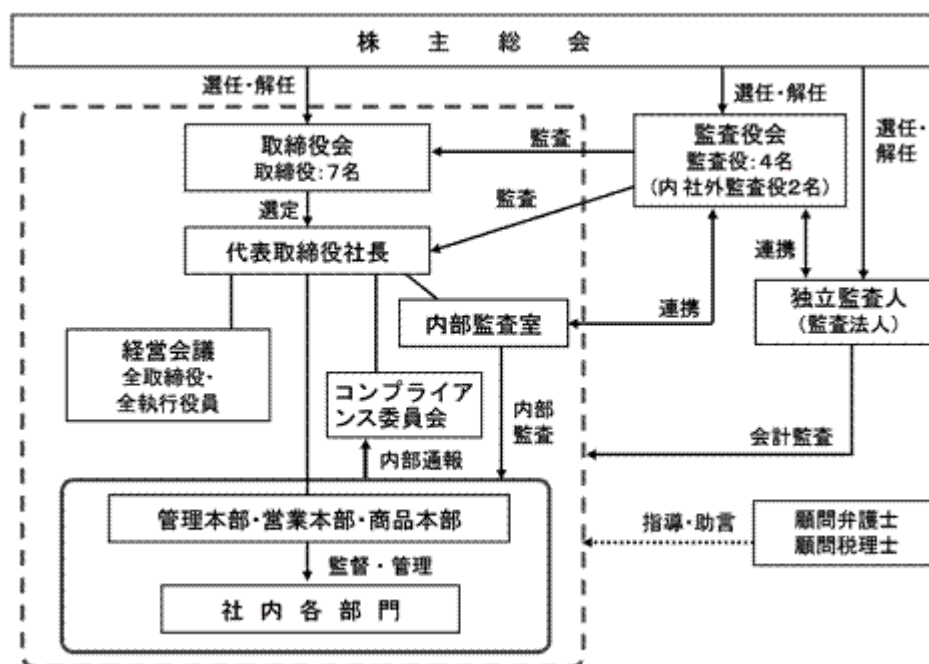 株主総会
選任・解任
選任・解任
選任・
解任
取締役会
取締役:7名
監査
監査役会
監査役:4名
(内 社外監査役2名)
選定
監査
代表取締役社長
連携
連携
内部監査室
独立監査人
(監査法人)
経営会議
全取締役・
全執行役員
コンプライア
ンス委員会
内部
監査
会計監査
内部通報
管理本部・営業本部・商品本部
指導・助言
顧問弁護士
顧問税理士
監督・管理
社内各部門